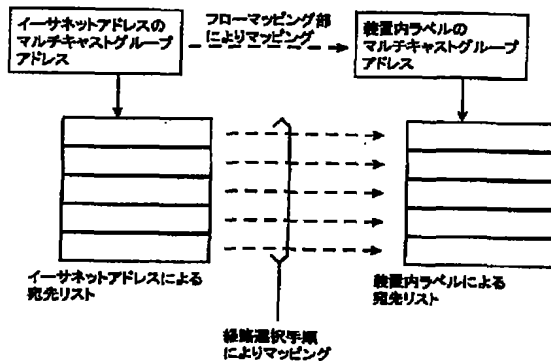 イーサネットアドレスの
マルチキャストグループ
アドレス
フローマッピング部
によりマッピング
装置内ラベルの
マルチキャストグループ
アドレス
イーサネットアドレスによる
宛先リスト
装置内ラベルによる
宛先リスト
経路選択手順
によりマッピング